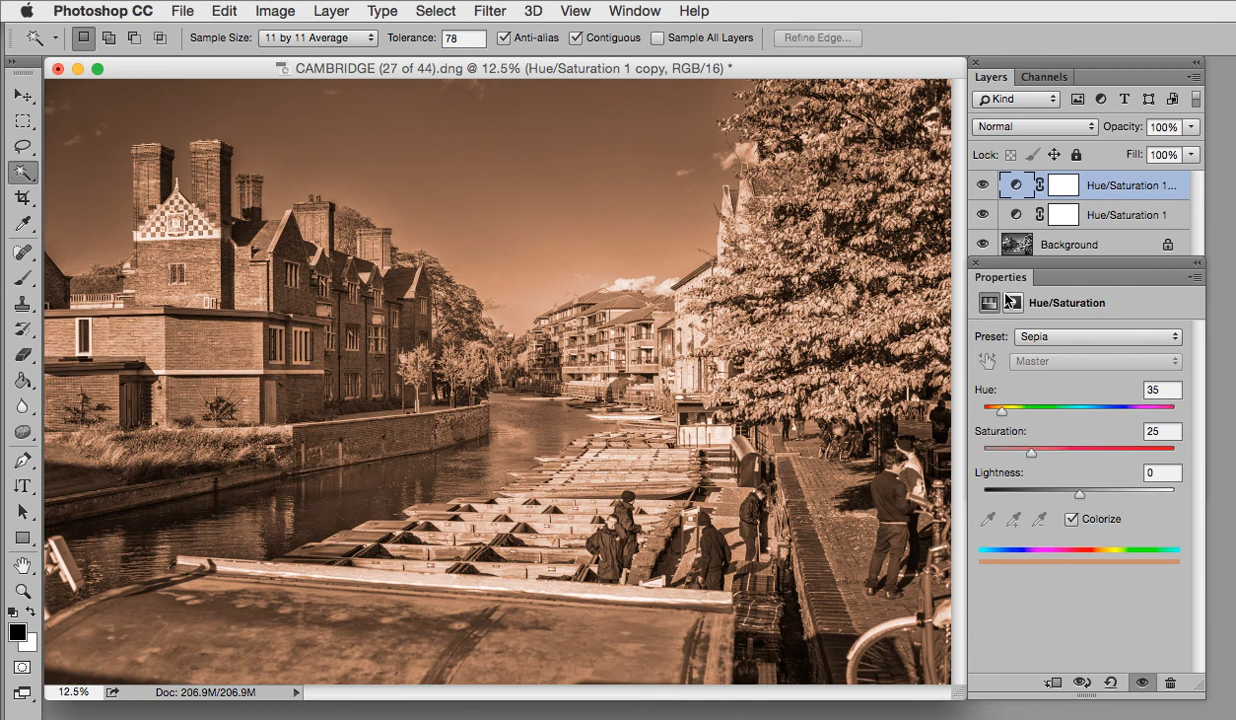 Photoshop CC File Edit Image Layer Type Select Filter 3D View Window Help
Sample Size: 11 by 11 Average Tolerance: 78 Anti-alias Contiguous Sample All Layers Refine Edge...
CAMBRIDGE (27 of 44).dng @ 12.5% (Hue/Saturation 1 copy, RGB/16) *
Layers Channels
Kind
Normal Opacity: 100%
Lock: Fill: 100%
Hue/Saturation 1...
Hue/Saturation 1
Background
Properties
Hue/Saturation
Preset: Sepia
Master
Hue: 35
Saturation: 25
Lightness: 0
Colorize
12.5% Doc: 206.9M/206.9M